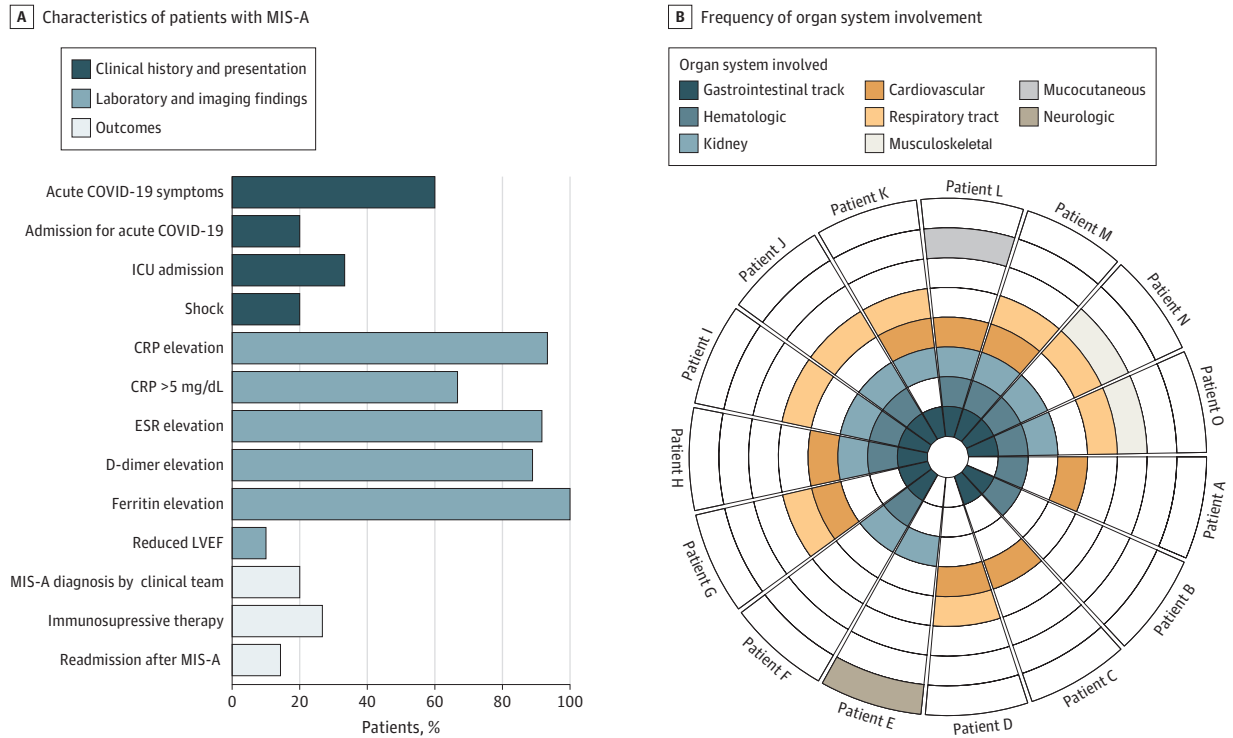 A Characteristics of patients with MIS-A
Clinical history and presentation
Laboratory and imaging findings
Outcomes
Acute COVID-19 symptoms
Admission for acute COVID-19
ICU admission
Shock
CRP elevation
CRP >5 mg/dL
ESR elevation
D-dimer elevation
Ferritin elevation
Reduced LVEF
MIS-A diagnosis by clinical team
Immunosupressive therapy
Readmission after MIS-A
0 20 40 60 80 100
Patients, %
B Frequency of organ system involvement
Organ system involved
Gastrointestinal track
Hematologic
Kidney
Cardiovascular
Respiratory tract
Musculoskeletal
Mucocutaneous
Neurologic
Patient A
Patient B
Patient C
Patient D
Patient E
Patient F
Patient G
Patient H
Patient I
Patient J
Patient K
Patient L
Patient M
Patient N
Patient O